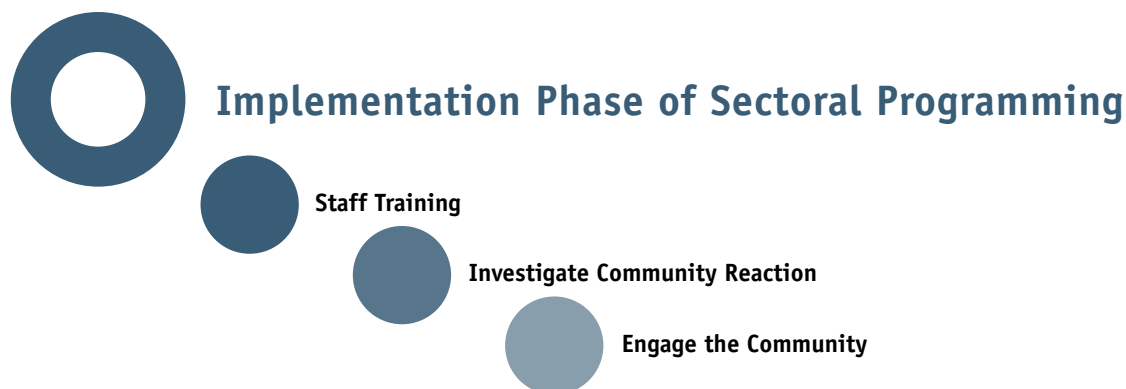 Implementation Phase of Sectoral Programming
Staff Training
Investigate Community Reaction
Engage the Community